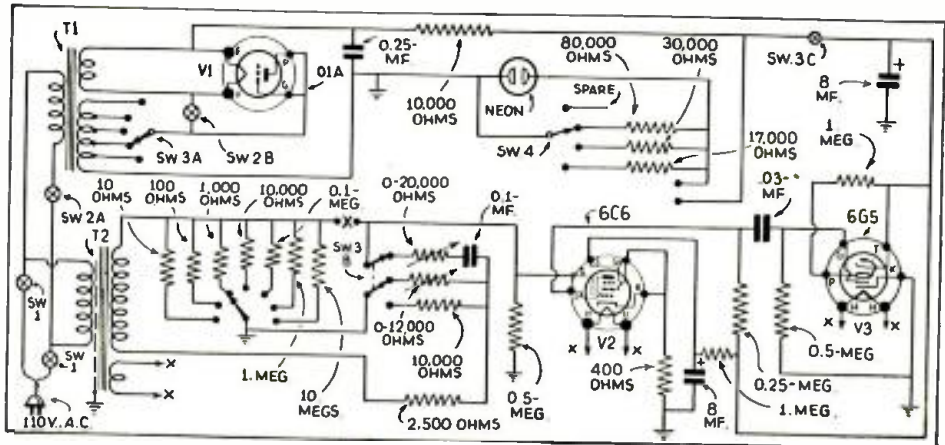 T1
V1
F
P
G
F
01A
0.25-
MF.
10,000
OHMS
NEON
SPARE
80,000
OHMS
30,000
OHMS
SW.3C
+
8
MF.
SW 4
SW 3A
SW 2B
17,000
OHMS
1
MEG
.03-
MF.
SW 2A
10
OHMS
100
OHMS
1,000
OHMS
10,000
OHMS
0.1-
MEG
X
0-20,000
OHMS
0.1-
MF.
6C6
6G5
T2
SW3
B
SW
1
SW
1
0-12,000
OHMS
10,000
OHMS
V2
X
X
V3
X
X
X
X
1. MEG
10
MEGS
2,500 OHMS
0.5-
MEG
400
OHMS
+
8
MF.
1. MEG
0.25-MEG
0.5-MEG
110V. A.C.